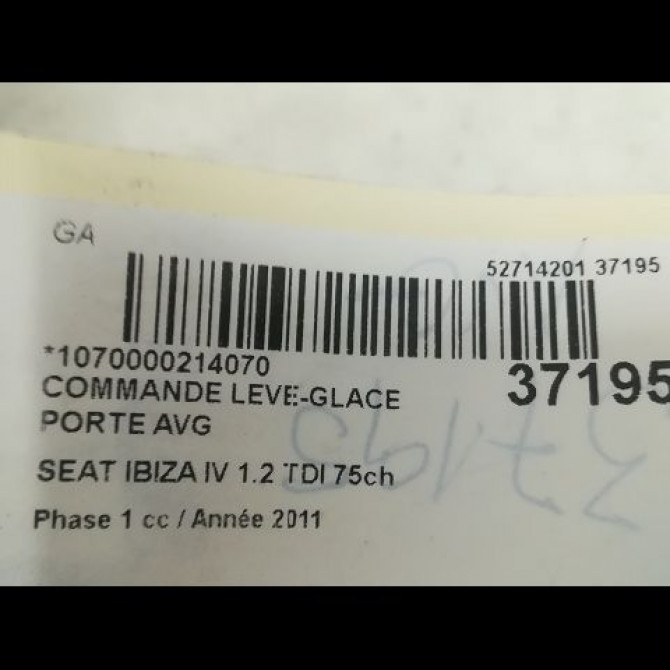 GA
52714201 37195
*1070000214070
37195
COMMANDE LEVE-GLACE
PORTE AVG
37195
SEAT IBIZA IV 1.2 TDI 75ch
Phase 1 cc / Année 2011